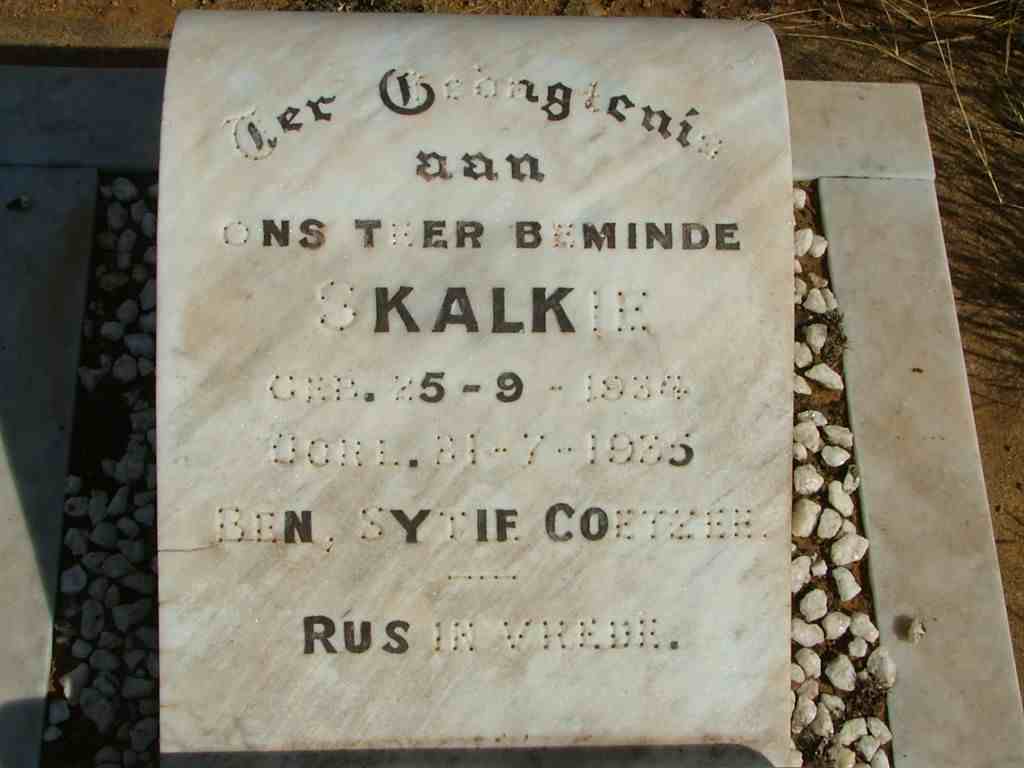 Ter Gedagtenis
aan
ONS TEER BEMINDE
SKALKIE
GEB. 25-9-1934
OORL. 31-7-1935
BEN, SYTIE COETZEE.
RUS IN VREDE.